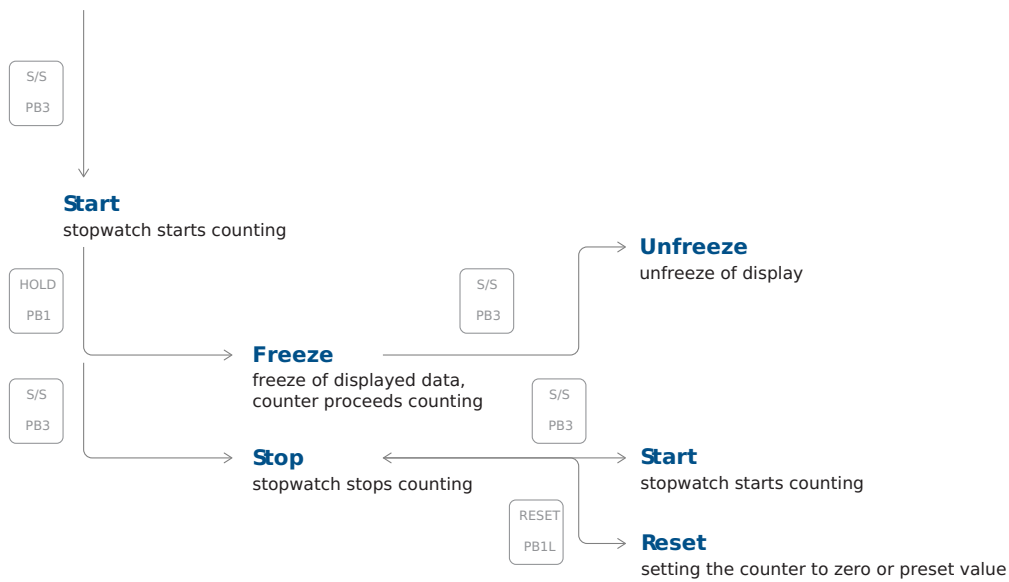 S/S
PB3
Start
stopwatch starts counting
HOLD
PB1
S/S
PB3
Unfreeze
unfreeze of display
Freeze
freeze of displayed data,
counter proceeds counting
S/S
PB3
S/S
PB3
Stop
stopwatch stops counting
Start
stopwatch starts counting
RESET
PB1L
Reset
setting the counter to zero or preset value